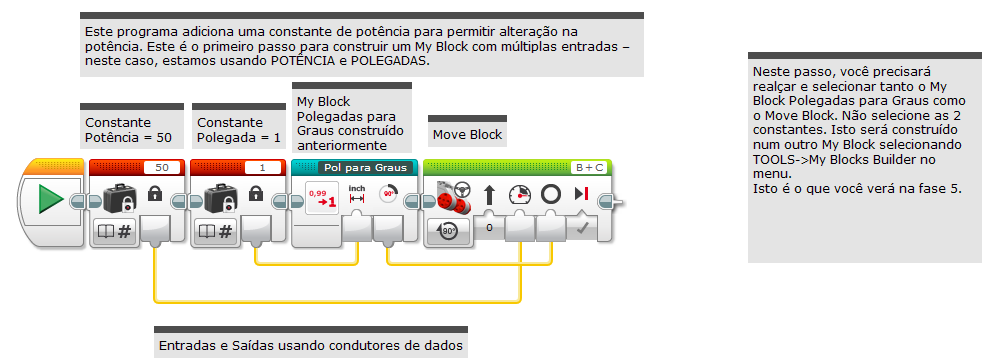 Este programa adiciona uma constante de potência para permitir alteração na
potência. Este é o primeiro passo para construir um My Block com múltiplas entradas –
neste caso, estamos usando POTÊNCIA e POLEGADAS.
Neste passo, você precisará
realçar e selecionar tanto o My
Block Polegadas para Graus como
o Move Block. Não selecione as 2
constantes. Isto será construído
num outro My Block selecionando
TOOLS->My Blocks Builder no
menu.
Isto é o que você verá na fase 5.
Constante
Potência = 50
Constante
Polegada = 1
My Block
Polegadas para
Graus construído
anteriormente
Move Block
50
1
Pol para Graus
B + C
0,99
1
inch
90°
#
#
90°
0
Entradas e Saídas usando condutores de dados